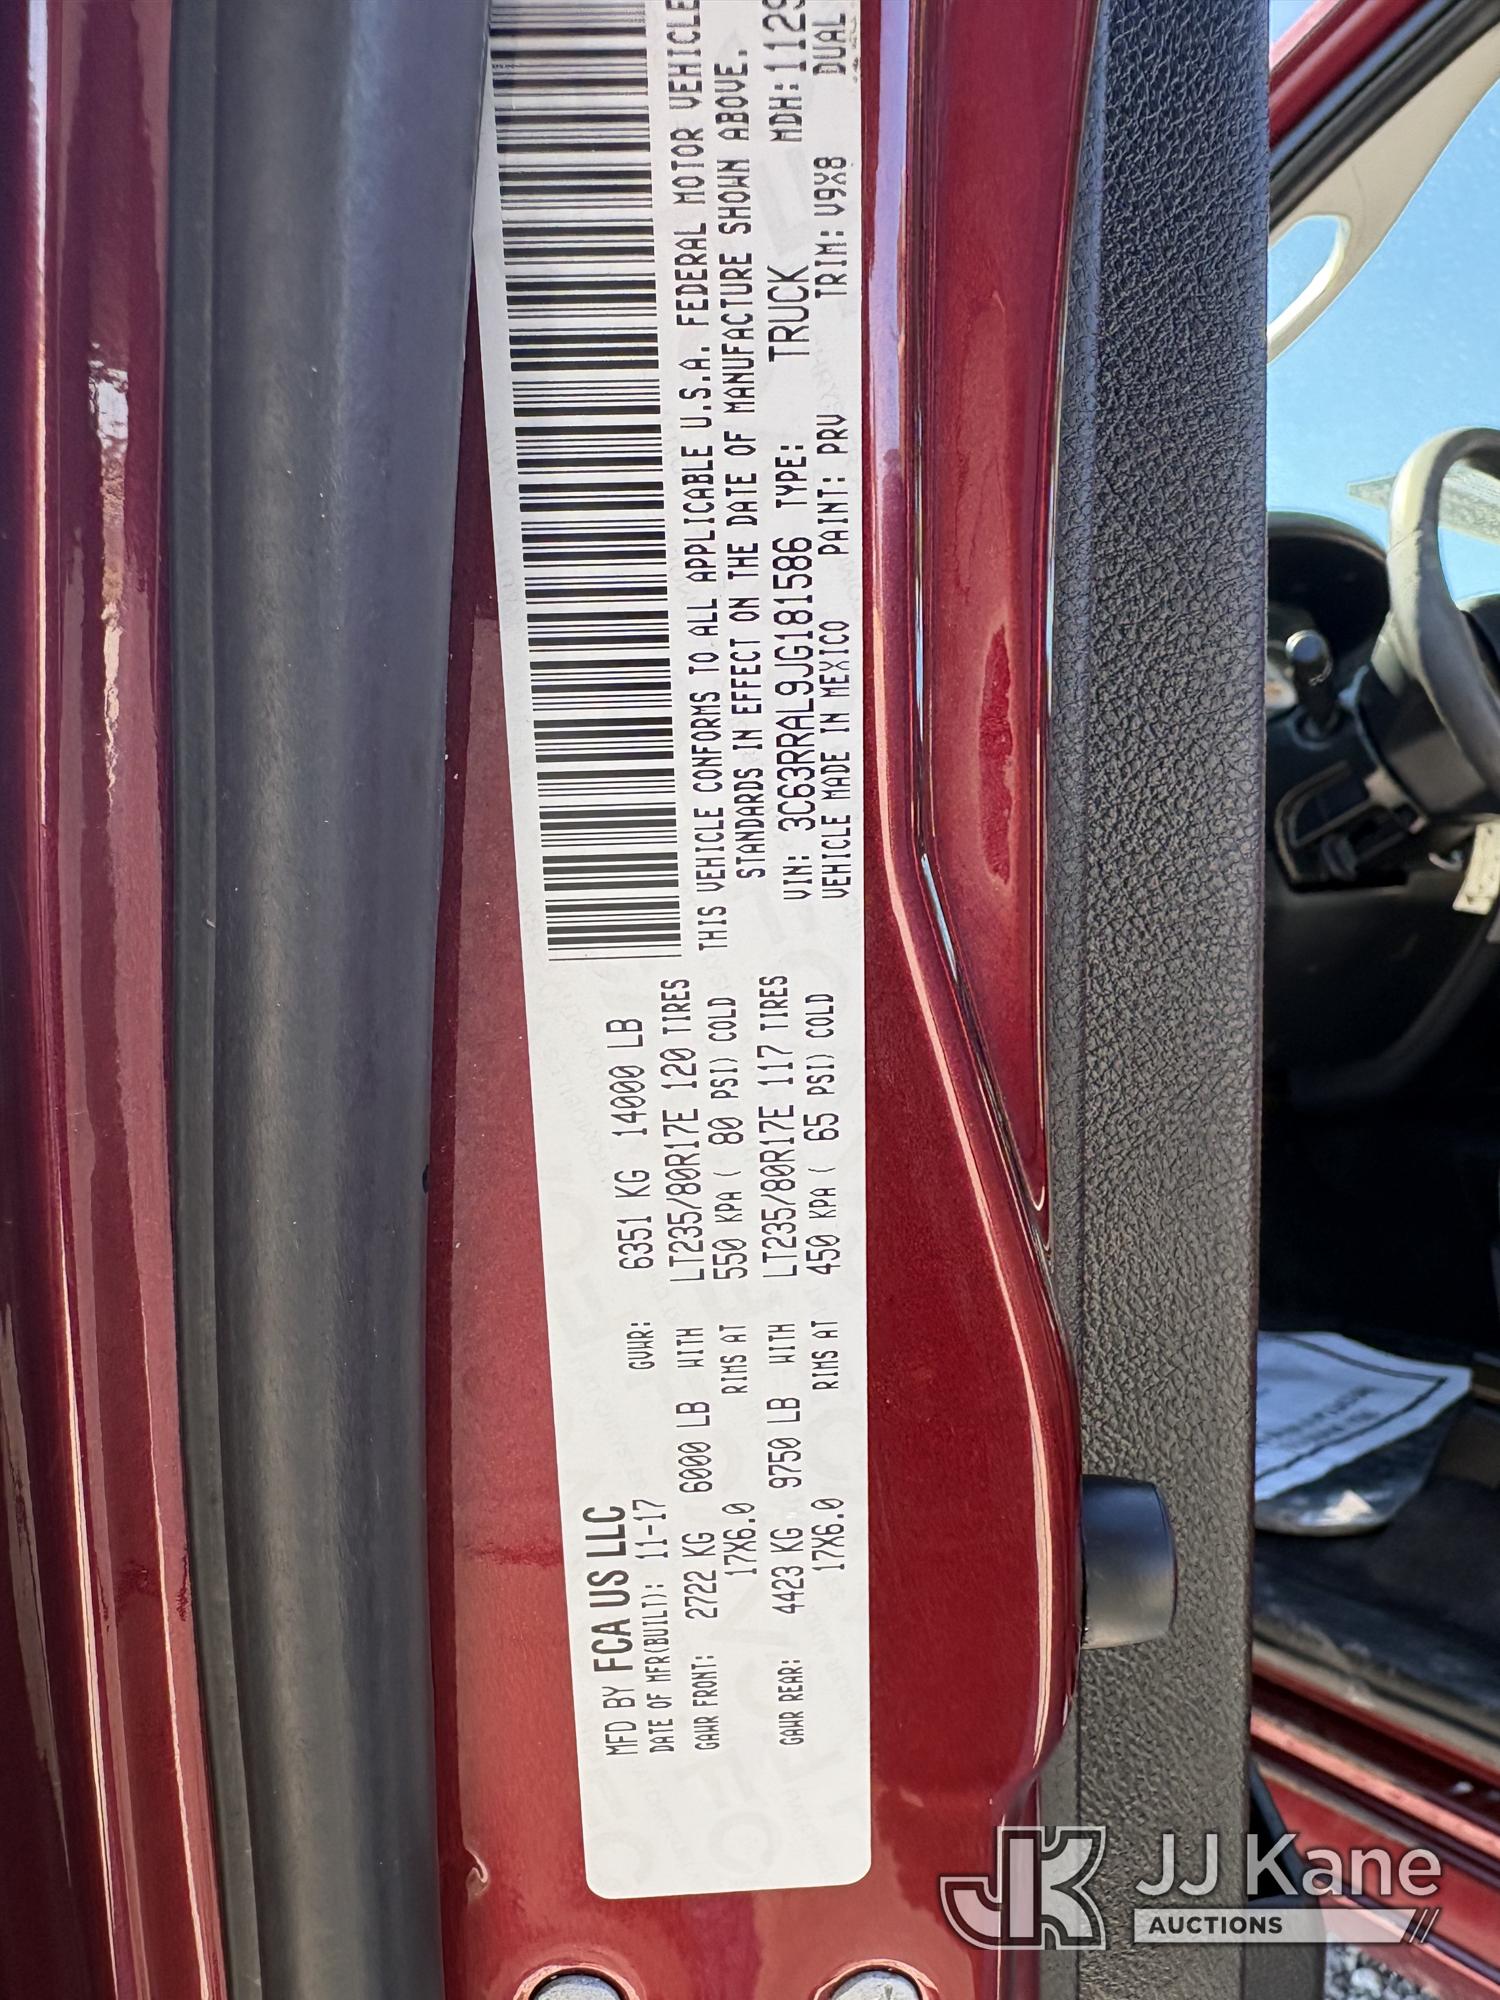 MFD BY FCA US LLC
DATE OF MFR(BUILT): 11-17 GVWR: 6351 KG 14000 LB
GAWR FRONT: 2722 KG 6000 LB WITH LT235/80R17E 120 TIRES
17X6.0 RIMS AT 550 KPA ( 80 PSI) COLD
GAWR REAR: 4423 KG 9750 LB WITH LT235/80R17E 117 TIRES
17X6.0 RIMS AT 450 KPA ( 65 PSI) COLD
THIS VEHICLE CONFORMS TO ALL APPLICABLE U.S.A. FEDERAL MOTOR VEHICLE
STANDARDS IN EFFECT ON THE DATE OF MANUFACTURE SHOWN ABOVE.
VIN: 3C63RRAL9JG181586 TYPE: TRUCK MDH: 1129
VEHICLE MADE IN MEXICO PAINT: PRV TRIM: V9X8 DUAL
JK JJ Kane
AUCTIONS